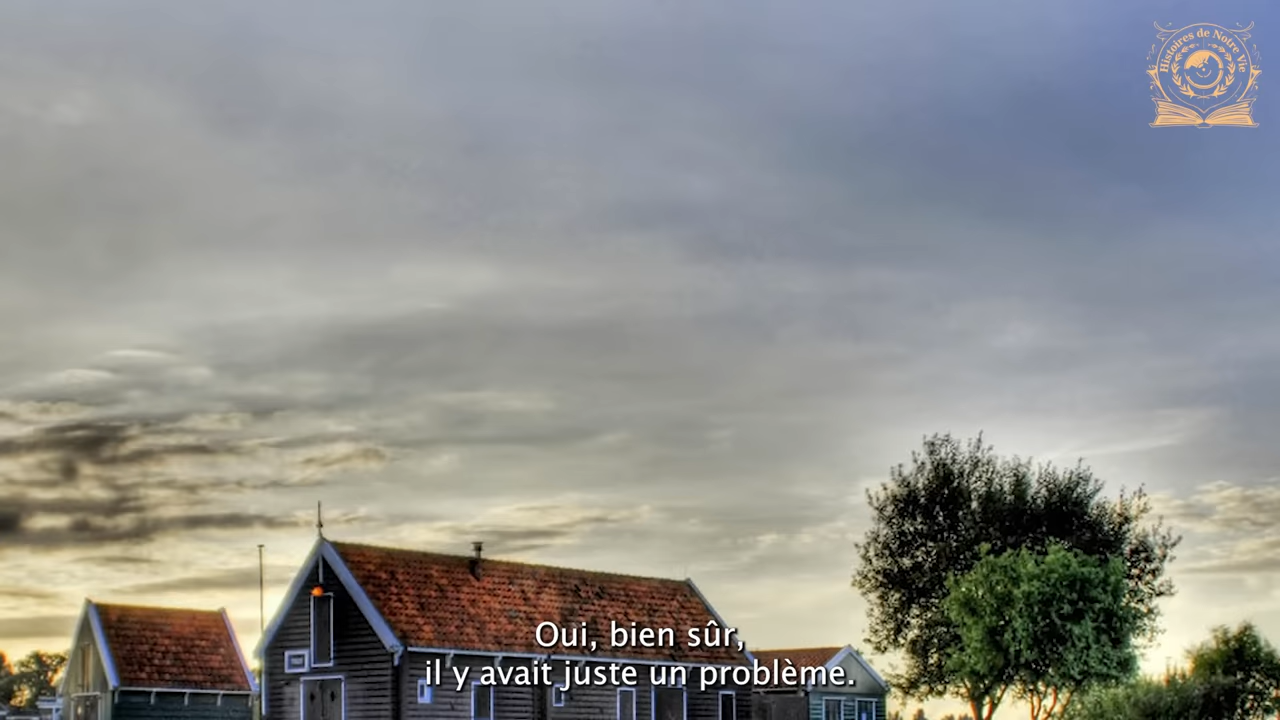 Histoires de Notre Vie
Oui, bien sûr,
il y avait juste un problème.